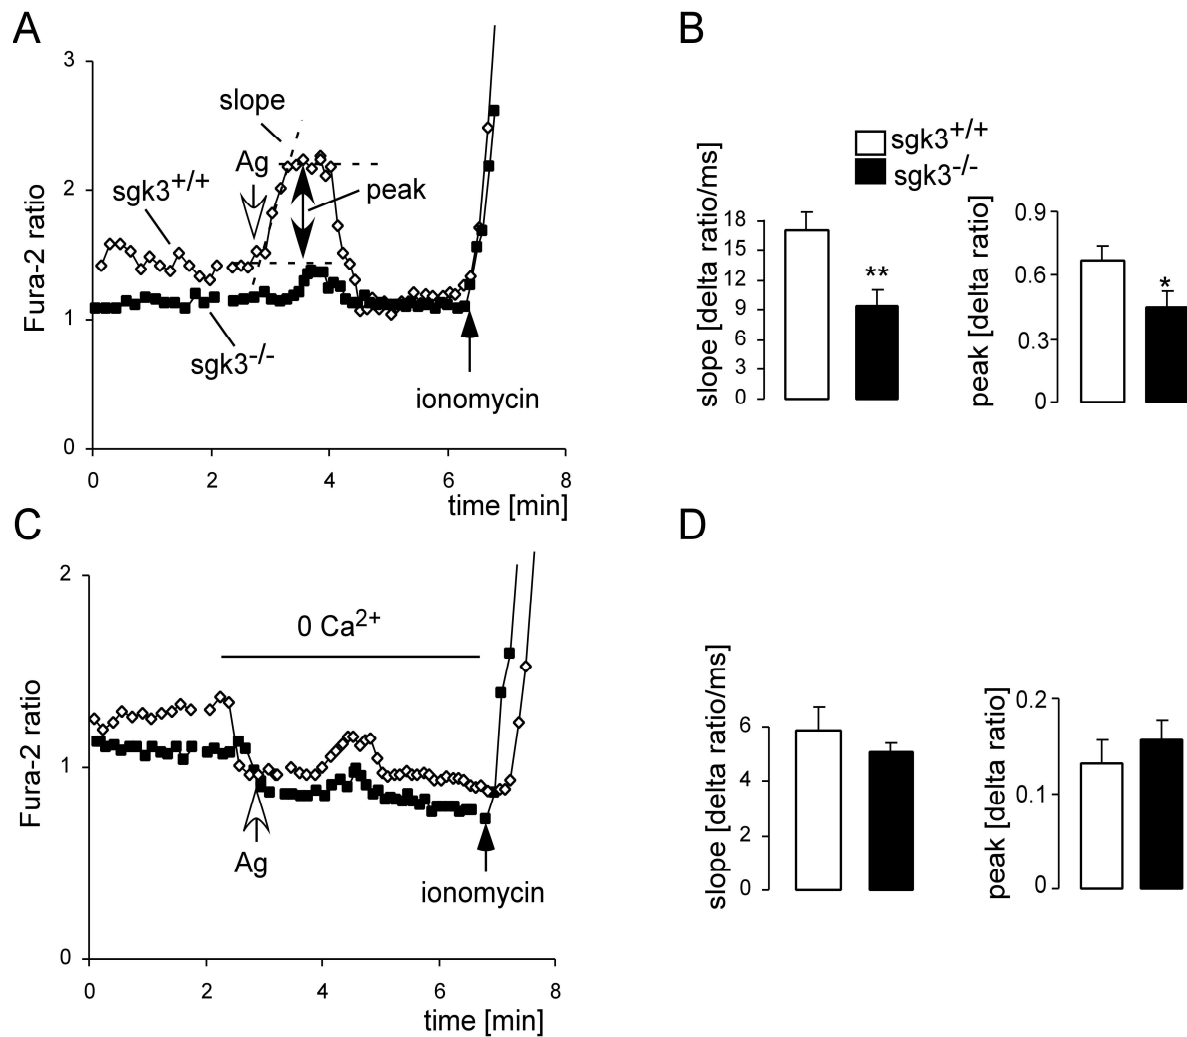 A
3
2
1
0
Fura-2 ratio
slope
Ag
sgk3+/+
peak
sgk3-/-
ionomycin
0 2 4 6 8
time [min]
B
sgk3+/+
sgk3-/-
slope [delta ratio/ms]
18
15
12
9
6
3
0
**
peak [delta ratio]
0.9
0.6
0.3
0
*
C
2
1
0
Fura-2 ratio
0 Ca2+
Ag
ionomycin
0 2 4 6 8
time [min]
D
slope [delta ratio/ms]
6
4
2
0
peak [delta ratio]
0.2
0.1
0